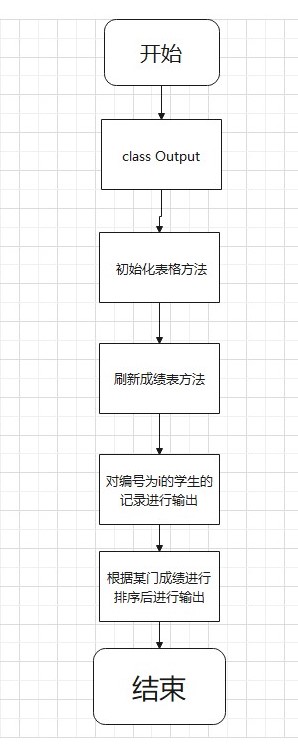 开始
class Output
初始化表格方法
刷新成绩表方法
对编号为i的学生的
记录进行输出
根据某门成绩进行
排序后进行输出
结束